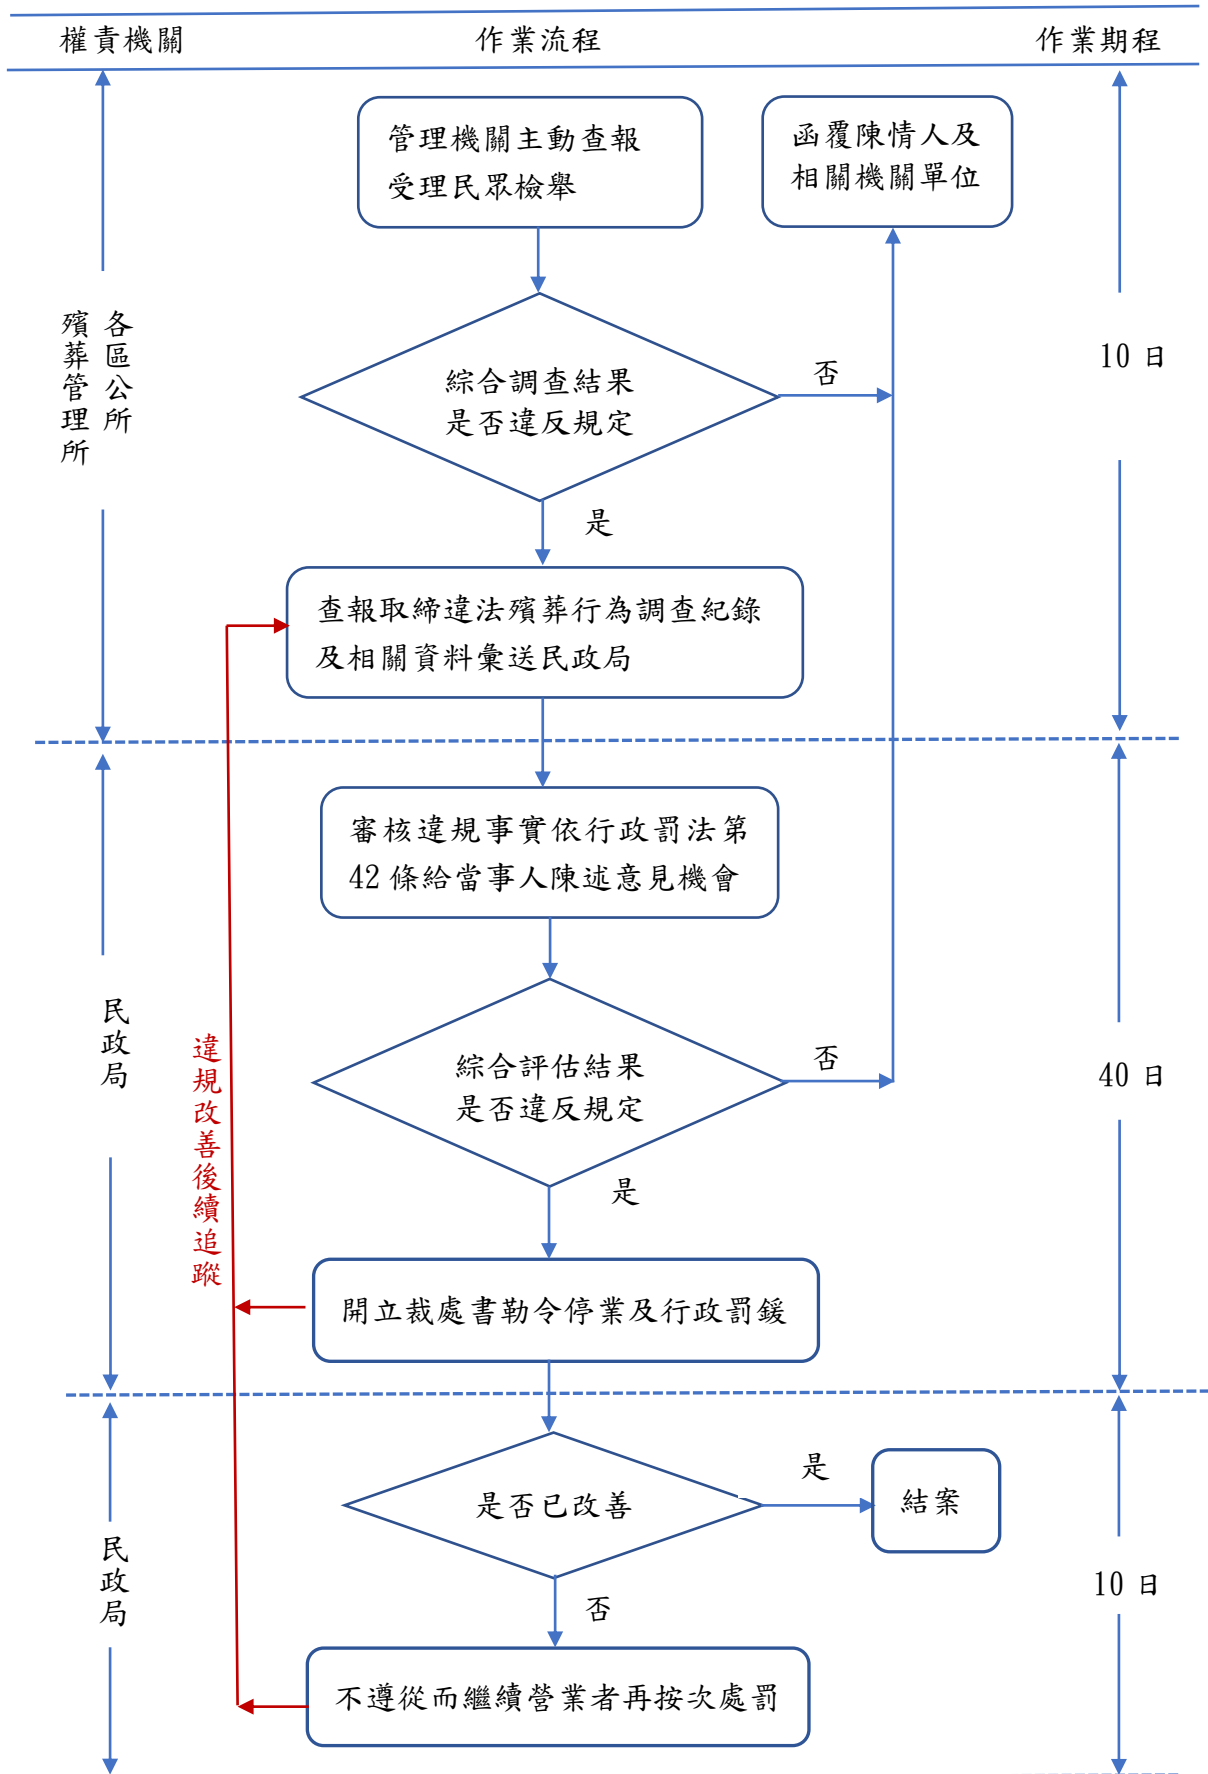 權責機關
作業流程
作業期程
管理機關主動查報
受理民眾檢舉
函覆陳情人及
相關機關單位
各區公所
殯葬管理所
10 日
綜合調查結果
是否違反規定
否
是
查報取締違法殯葬行為調查紀錄
及相關資料彙送民政局
審核違規事實依行政罰法第
42 條給當事人陳述意見機會
民政局
違規改善後續追蹤
綜合評估結果
是否違反規定
否
40 日
是
開立裁處書勒令停業及行政罰鍰
是否已改善
是
結案
民政局
10 日
否
不遵從而繼續營業者再按次處罰